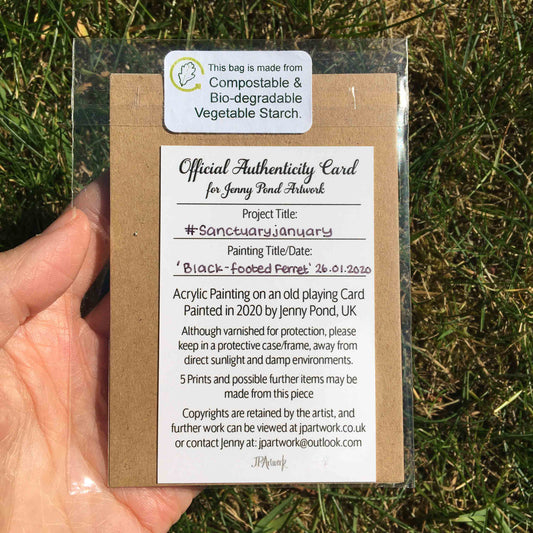 This bag is made from
Compostable &
Bio-degradable
Vegetable Starch.
Official Authenticity Card
for Jenny Pond Artwork
Project Title:
#Sanctuaryjanuary
Painting Title/Date:
'Black-footed Ferret' 26.01.2020
Acrylic Painting on an old playing Card
Painted in 2020 by Jenny Pond, UK
Although varnished for protection, please
keep in a protective case/frame, away from
direct sunlight and damp environments.
5 Prints and possible further items may be
made from this piece
Copyrights are retained by the artist, and
further work can be viewed at jpartwork.co.uk
or contact Jenny at: jpartwork@outlook.com
JPArtwork